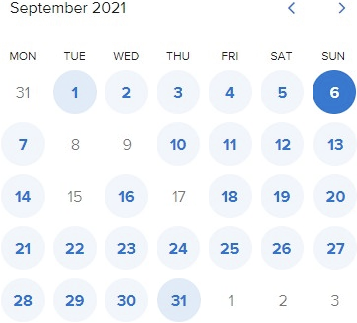 September 2021
MON TUE WED THU FRI SAT SUN
31 1 2 3 4 5 6
7 8 9 10 11 12 13
14 15 16 17 18 19 20
21 22 23 24 25 26 27
28 29 30 31 1 2 3